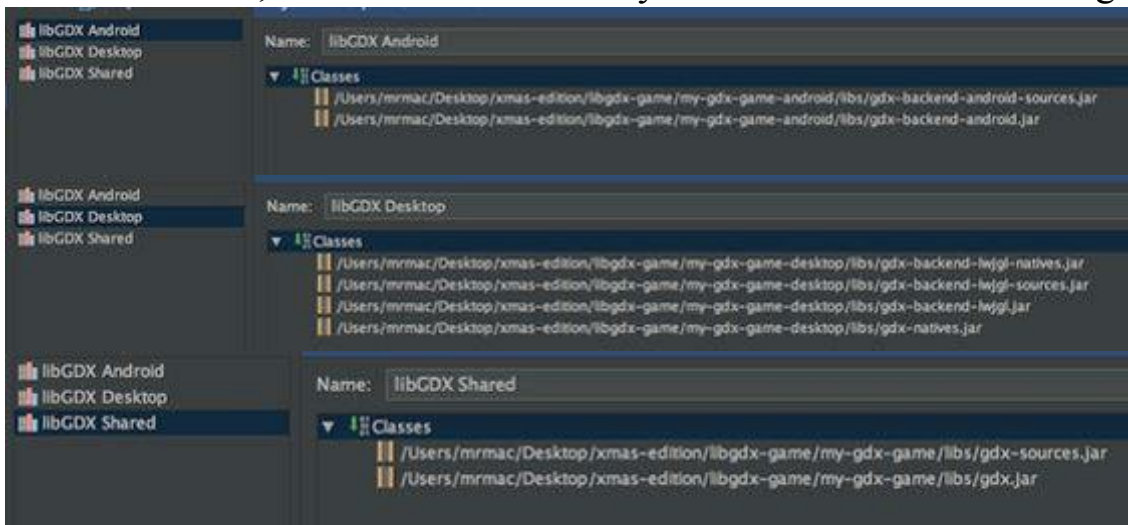 libGDX Android
libGDX Desktop
libGDX Shared
Name: libGDX Android
Classes
/Users/mrmac/Desktop/xmas-edition/libgdx-game/my-gdx-game-android/libs/gdx-backend-android-sources.jar
/Users/mrmac/Desktop/xmas-edition/libgdx-game/my-gdx-game-android/libs/gdx-backend-android.jar
libGDX Android
libGDX Desktop
libGDX Shared
Name: libGDX Desktop
Classes
/Users/mrmac/Desktop/xmas-edition/libgdx-game/my-gdx-game-desktop/libs/gdx-backend-lwjgl-natives.jar
/Users/mrmac/Desktop/xmas-edition/libgdx-game/my-gdx-game-desktop/libs/gdx-backend-lwjgl-sources.jar
/Users/mrmac/Desktop/xmas-edition/libgdx-game/my-gdx-game-desktop/libs/gdx-backend-lwjgl.jar
/Users/mrmac/Desktop/xmas-edition/libgdx-game/my-gdx-game-desktop/libs/gdx-natives.jar
libGDX Android
libGDX Desktop
libGDX Shared
Name: libGDX Shared
Classes
/Users/mrmac/Desktop/xmas-edition/libgdx-game/my-gdx-game/libs/gdx-sources.jar
/Users/mrmac/Desktop/xmas-edition/libgdx-game/my-gdx-game/libs/gdx.jar